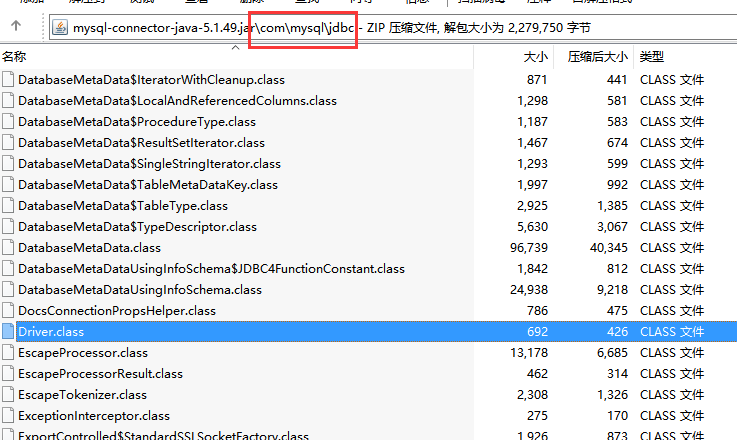 mysql-connector-java-5.1.49.jar\com\mysql\jdbc - ZIP 压缩文件, 解包大小为 2,279,750 字节
名称 大小 压缩后大小 类型
DatabaseMetaData$IteratorWithCleanup.class 871 441 CLASS 文件
DatabaseMetaData$LocalAndReferencedColumns.class 1,298 581 CLASS 文件
DatabaseMetaData$ProcedureType.class 1,187 583 CLASS 文件
DatabaseMetaData$ResultSetIterator.class 1,467 674 CLASS 文件
DatabaseMetaData$SingleStringIterator.class 1,293 599 CLASS 文件
DatabaseMetaData$TableMetaDataKey.class 1,997 992 CLASS 文件
DatabaseMetaData$TableType.class 2,925 1,385 CLASS 文件
DatabaseMetaData$TypeDescriptor.class 5,630 3,067 CLASS 文件
DatabaseMetaData.class 96,739 40,345 CLASS 文件
DatabaseMetaDataUsingInfoSchema$JDBC4FunctionConstant.class 1,842 812 CLASS 文件
DatabaseMetaDataUsingInfoSchema.class 24,938 9,218 CLASS 文件
DocsConnectionPropsHelper.class 786 475 CLASS 文件
Driver.class 692 426 CLASS 文件
EscapeProcessor.class 13,178 6,685 CLASS 文件
EscapeProcessorResult.class 462 314 CLASS 文件
EscapeTokenizer.class 2,308 1,326 CLASS 文件
ExceptionInterceptor.class 275 170 CLASS 文件
ExportControlled$StandardSSLSocketFactory.class 1,926 873 CLASS 文件